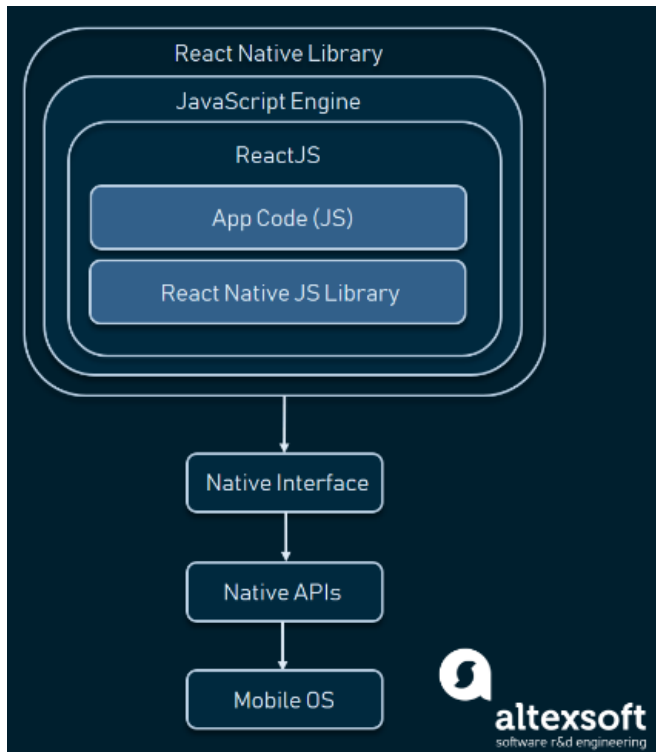 React Native Library
JavaScript Engine
ReactJS
App Code (JS)
React Native JS Library
Native Interface
Native APIs
Mobile OS
altexsoft
software r&d engineering